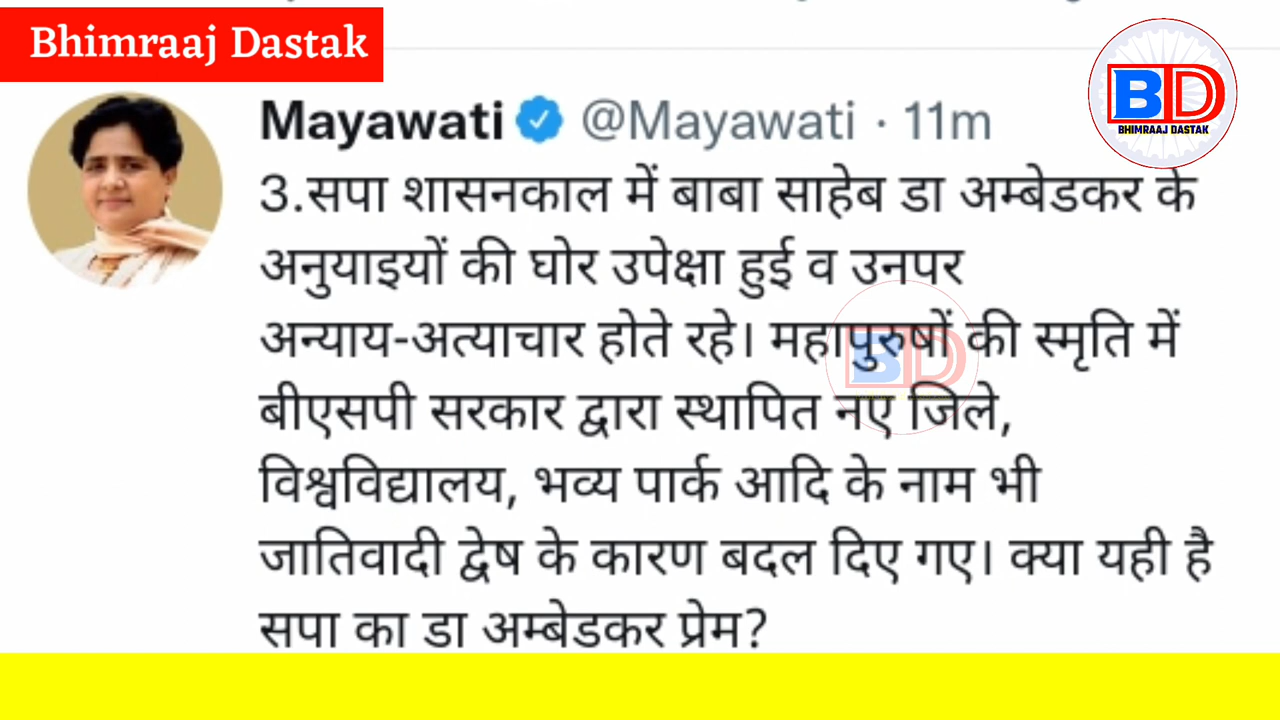 Bhimraaj Dastak
BD
BHIMRAAJ DASTAK
Mayawati @Mayawati · 11m
3.सपा शासनकाल में बाबा साहेब डा अम्बेडकर के
अनुयाइयों की घोर उपेक्षा हुई व उनपर
अन्याय-अत्याचार होते रहे। महापुरुषों की स्मृति में
बीएसपी सरकार द्वारा स्थापित नए जिले,
विश्वविद्यालय, भव्य पार्क आदि के नाम भी
जातिवादी द्वेष के कारण बदल दिए गए। क्या यही है
सपा का डा अम्बेडकर प्रेम?
BD